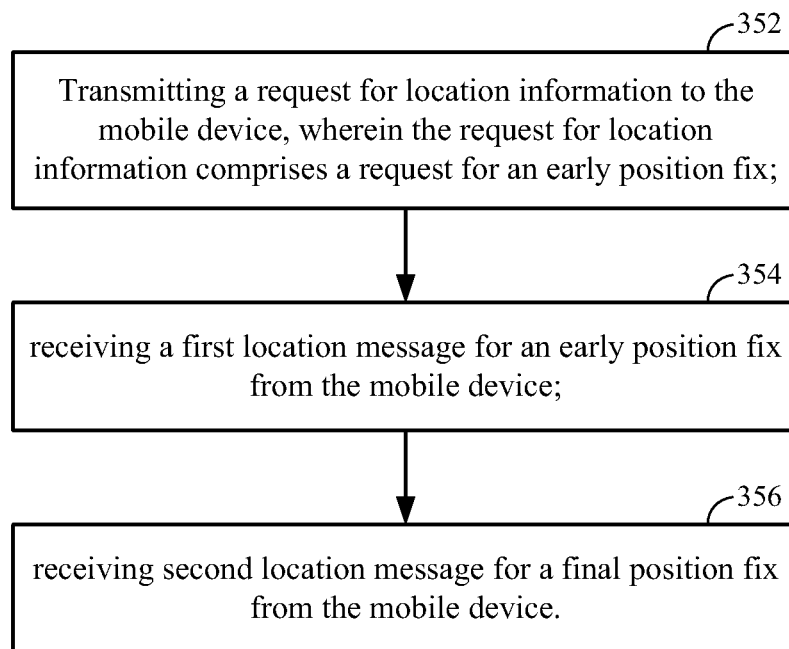 352
Transmitting a request for location information to the
mobile device, wherein the request for location
information comprises a request for an early position fix;
354
receiving a first location message for an early position fix
from the mobile device;
356
receiving second location message for a final position fix
from the mobile device.